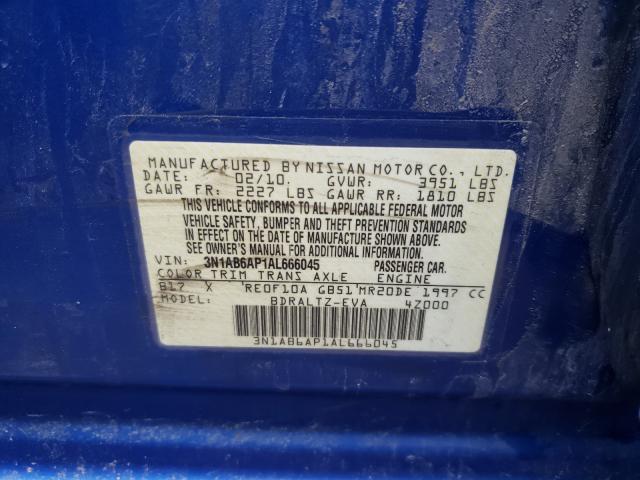 MANUFACTURED BY NISSAN MOTOR CO., LTD.
DATE: 02/10 GVWR: 3951 LBS
GAWR FR: 2227 LBS GAWR RR: 1810 LBS
THIS VEHICLE CONFORMS TO ALL APPLICABLE FEDERAL MOTOR
VEHICLE SAFETY, BUMPER, AND THEFT PREVENTION STANDARDS
IN EFFECT ON THE DATE OF MANUFACTURE SHOWN ABOVE.
SEE OWNER'S MANUAL FOR ADDITIONAL INFORMATION.
VIN: 3N1AB6AP1AL666045 PASSENGER CAR.
COLOR TRIM TRANS AXLE ENGINE
B17 X RE0F10A GB51 MR20DE 1997 CC
MODEL: BDRALTZ-EVA 4Z000
3N1AB6AP1AL666045